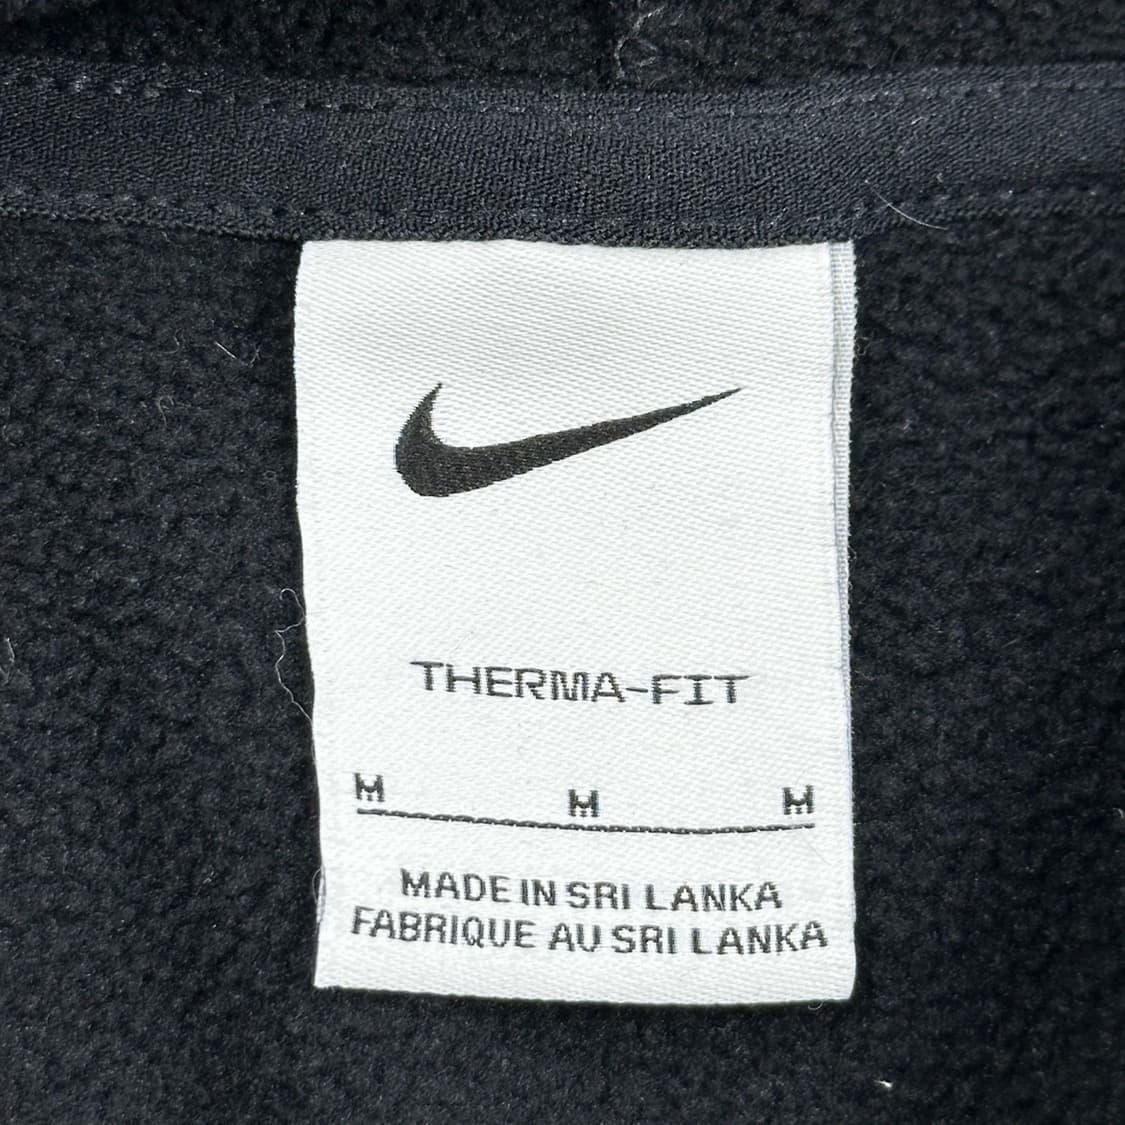 THERMA-FIT
M M M
MADE IN SRI LANKA
FABRIQUE AU SRI LANKA